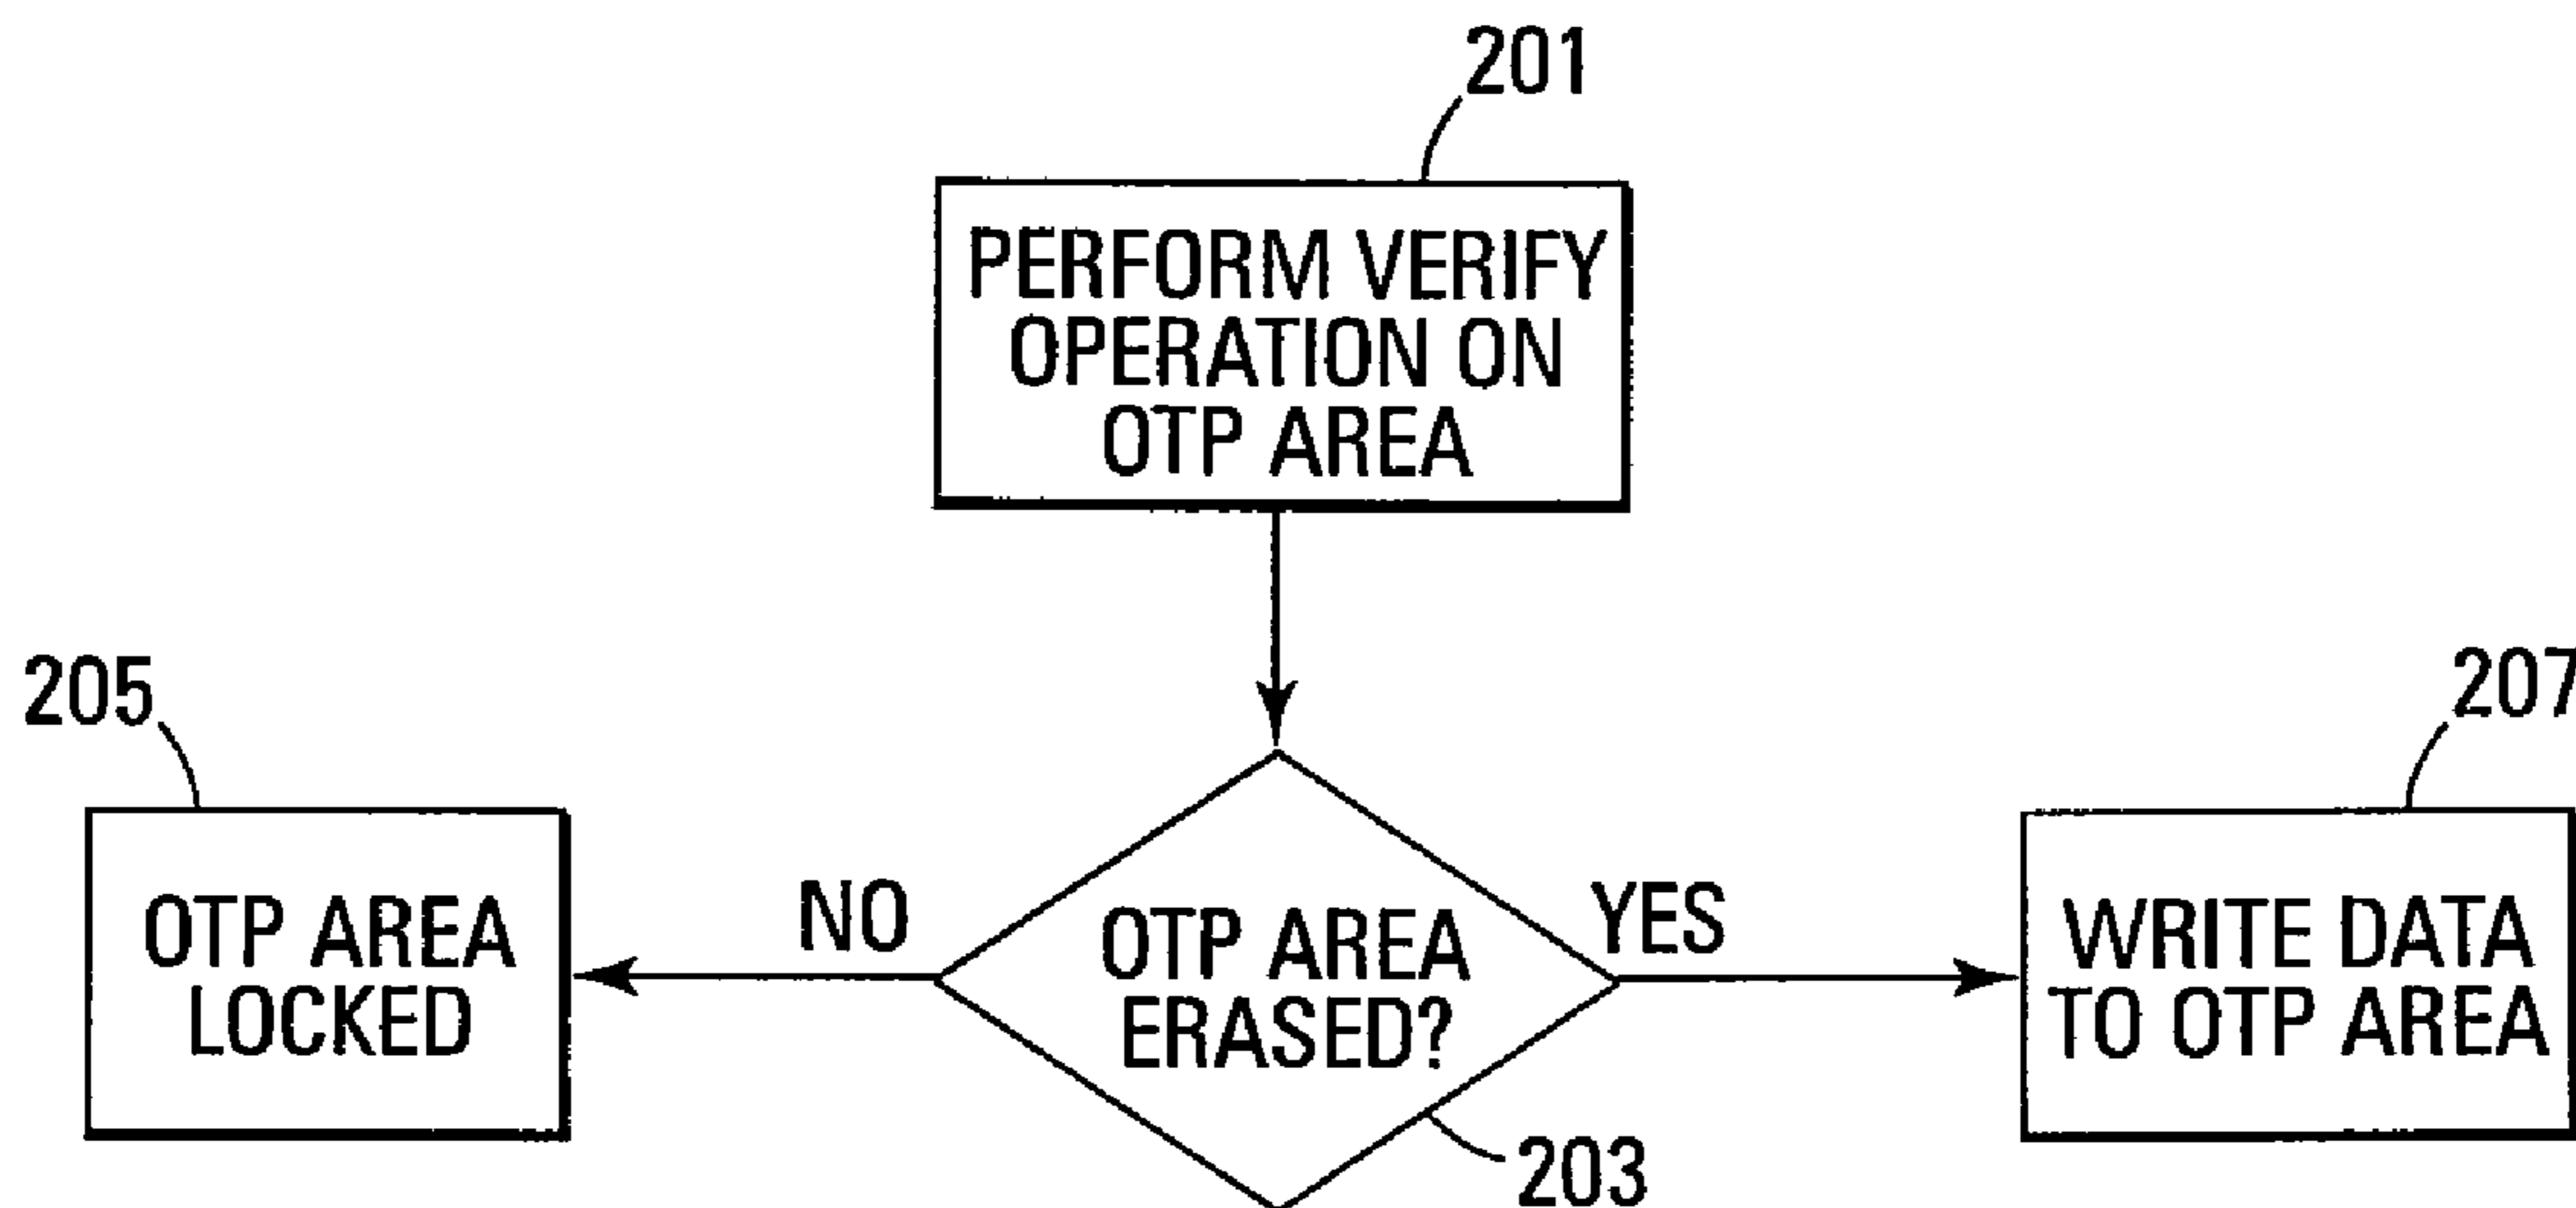 201
PERFORM VERIFY
OPERATION ON
OTP AREA
205
207
OTP AREA
LOCKED
NO
OTP AREA
ERASED?
YES
WRITE DATA
TO OTP AREA
203